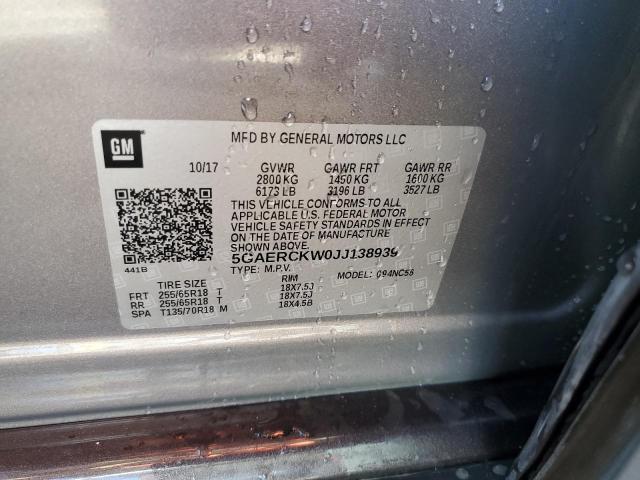 GM
MFD BY GENERAL MOTORS LLC
10/17 GVWR GAWR FRT GAWR RR
2800 KG 1450 KG 1600 KG
6173 LB 3196 LB 3527 LB
THIS VEHICLE CONFORMS TO ALL
APPLICABLE U.S. FEDERAL MOTOR
VEHICLE SAFETY STANDARDS IN EFFECT
ON THE DATE OF MANUFACTURE
SHOWN ABOVE.
441B
5GAERCKW0JJ138939
TYPE: M.P.V. MODEL:
TIRE SIZE RIM
FRT 255/65R18 T 18X7.5J
RR 255/65R18 T 18X7.5J
SPA T135/70R18 M 18X4.5B